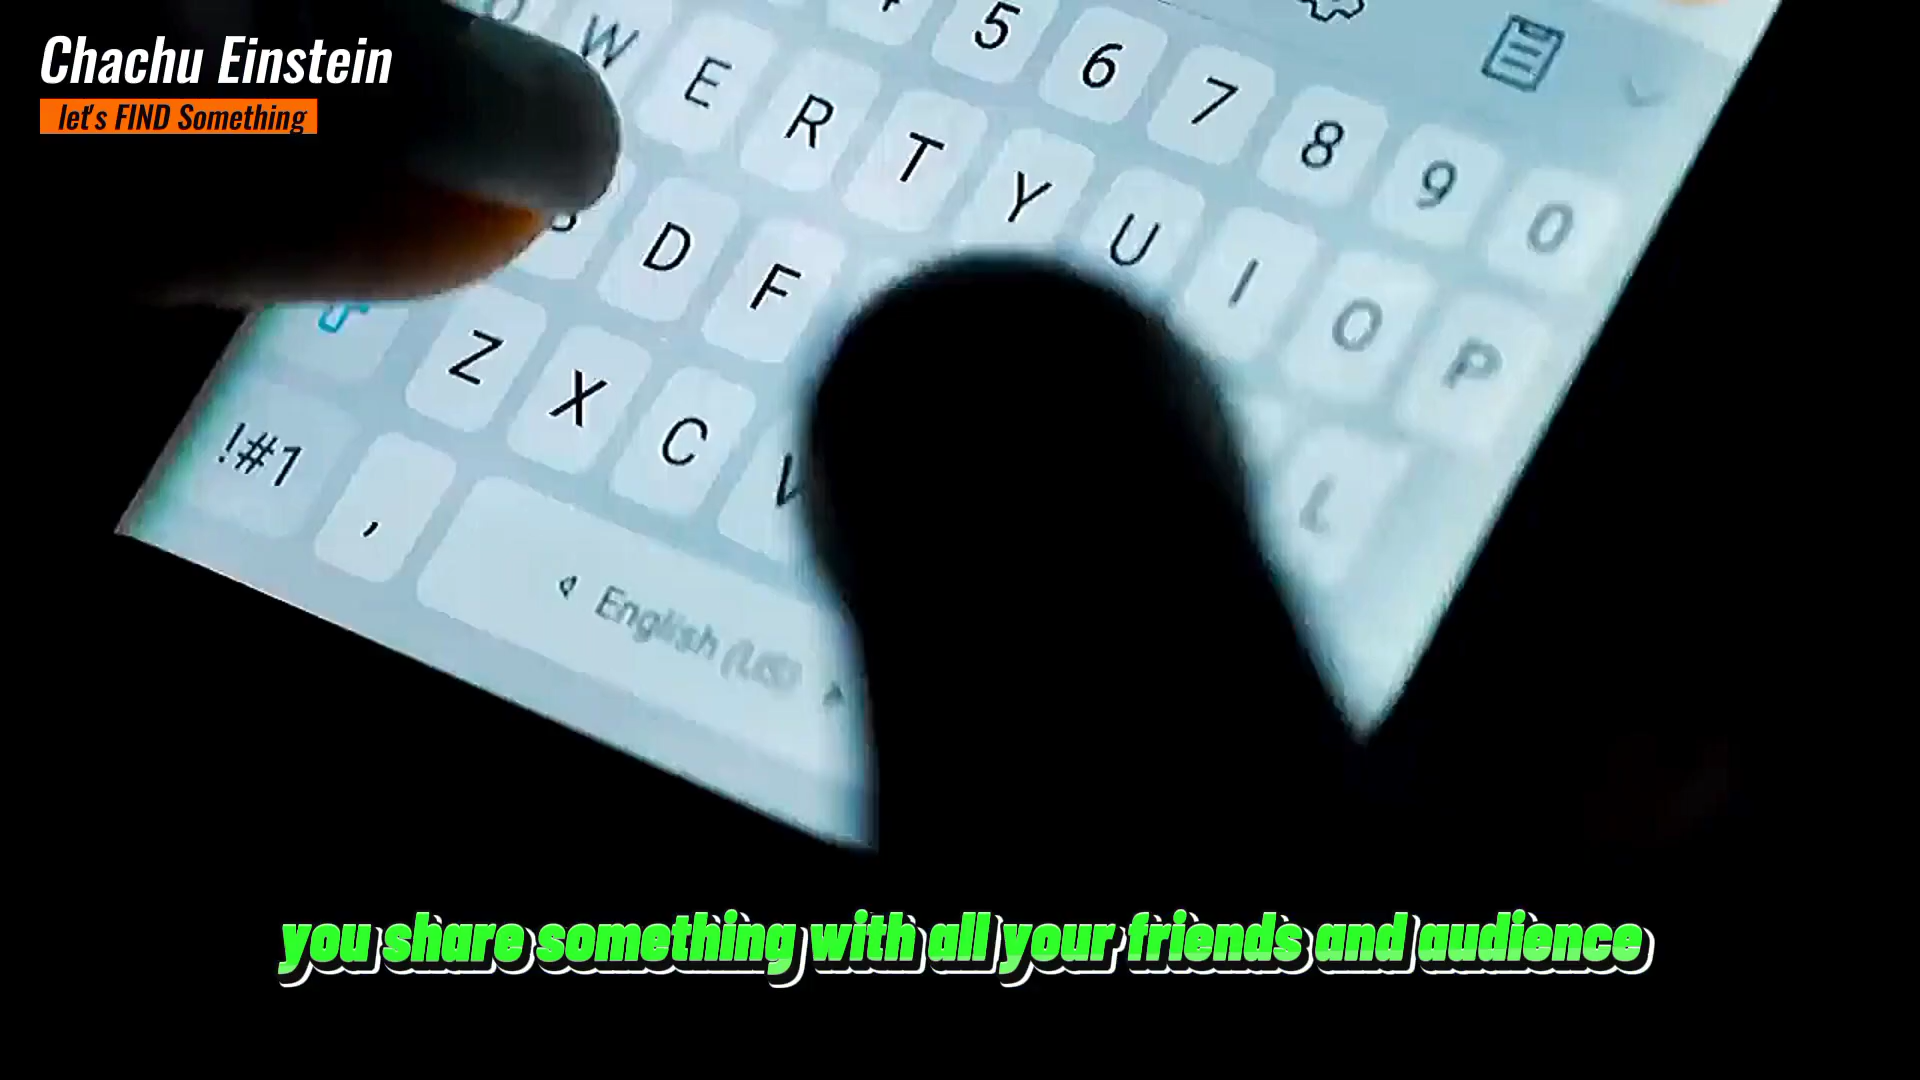 Chachu Einstein
let's FIND Something
5 6 7 8 9 0
W E R T Y U I O P
D F L
Z X C V
!#1 , English (US)
you share something with all your friends and audience